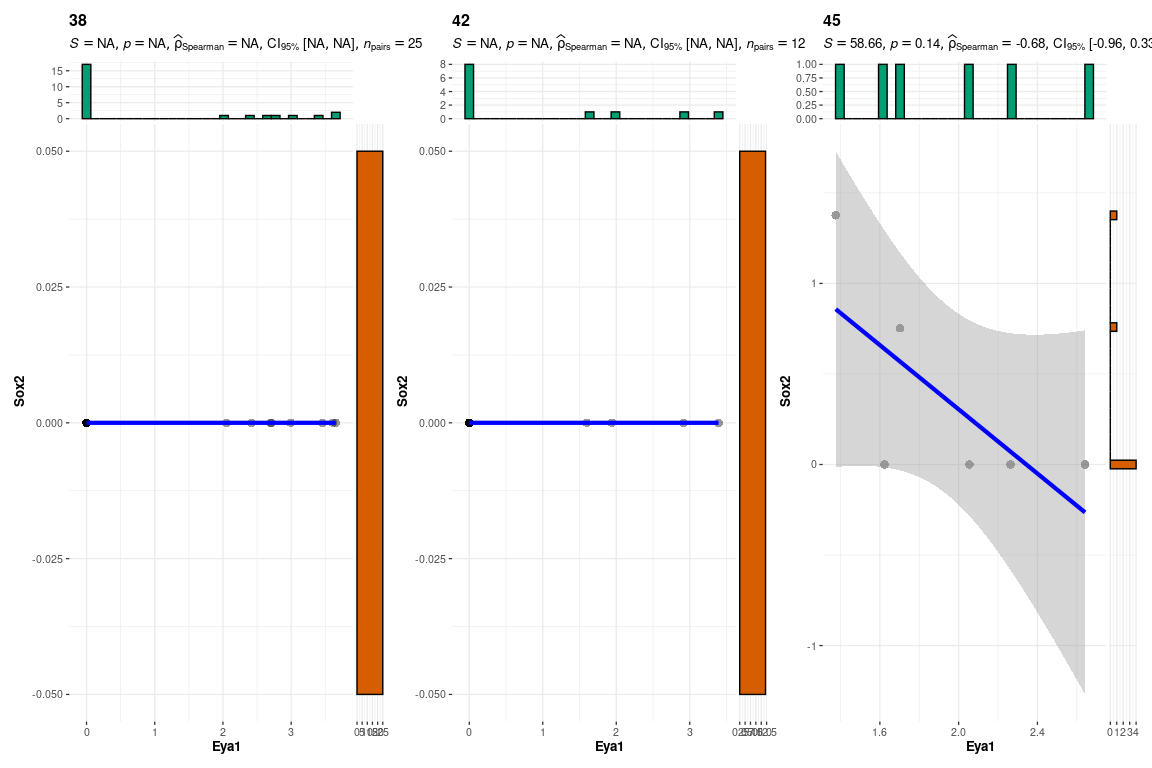 38 42 45
S = NA, p = NA, ρ̂Spearman = NA, CI95% [NA, NA], npairs = 25
S = NA, p = NA, ρ̂Spearman = NA, CI95% [NA, NA], npairs = 12
S = 58.66, p = 0.14, ρ̂Spearman = -0.68, CI95% [-0.96, 0.33
15
10
5
0
8
6
4
2
0
1.00
0.75
0.50
0.25
0.00
0.050
0.025
0.000
-0.025
-0.050
Sox2
0 1 2 3
Eya1
0.050
0.025
0.000
-0.025
-0.050
Sox2
0 1 2 3
Eya1
1
0
-1
Sox2
1.6 2.0 2.4
01234
Eya1